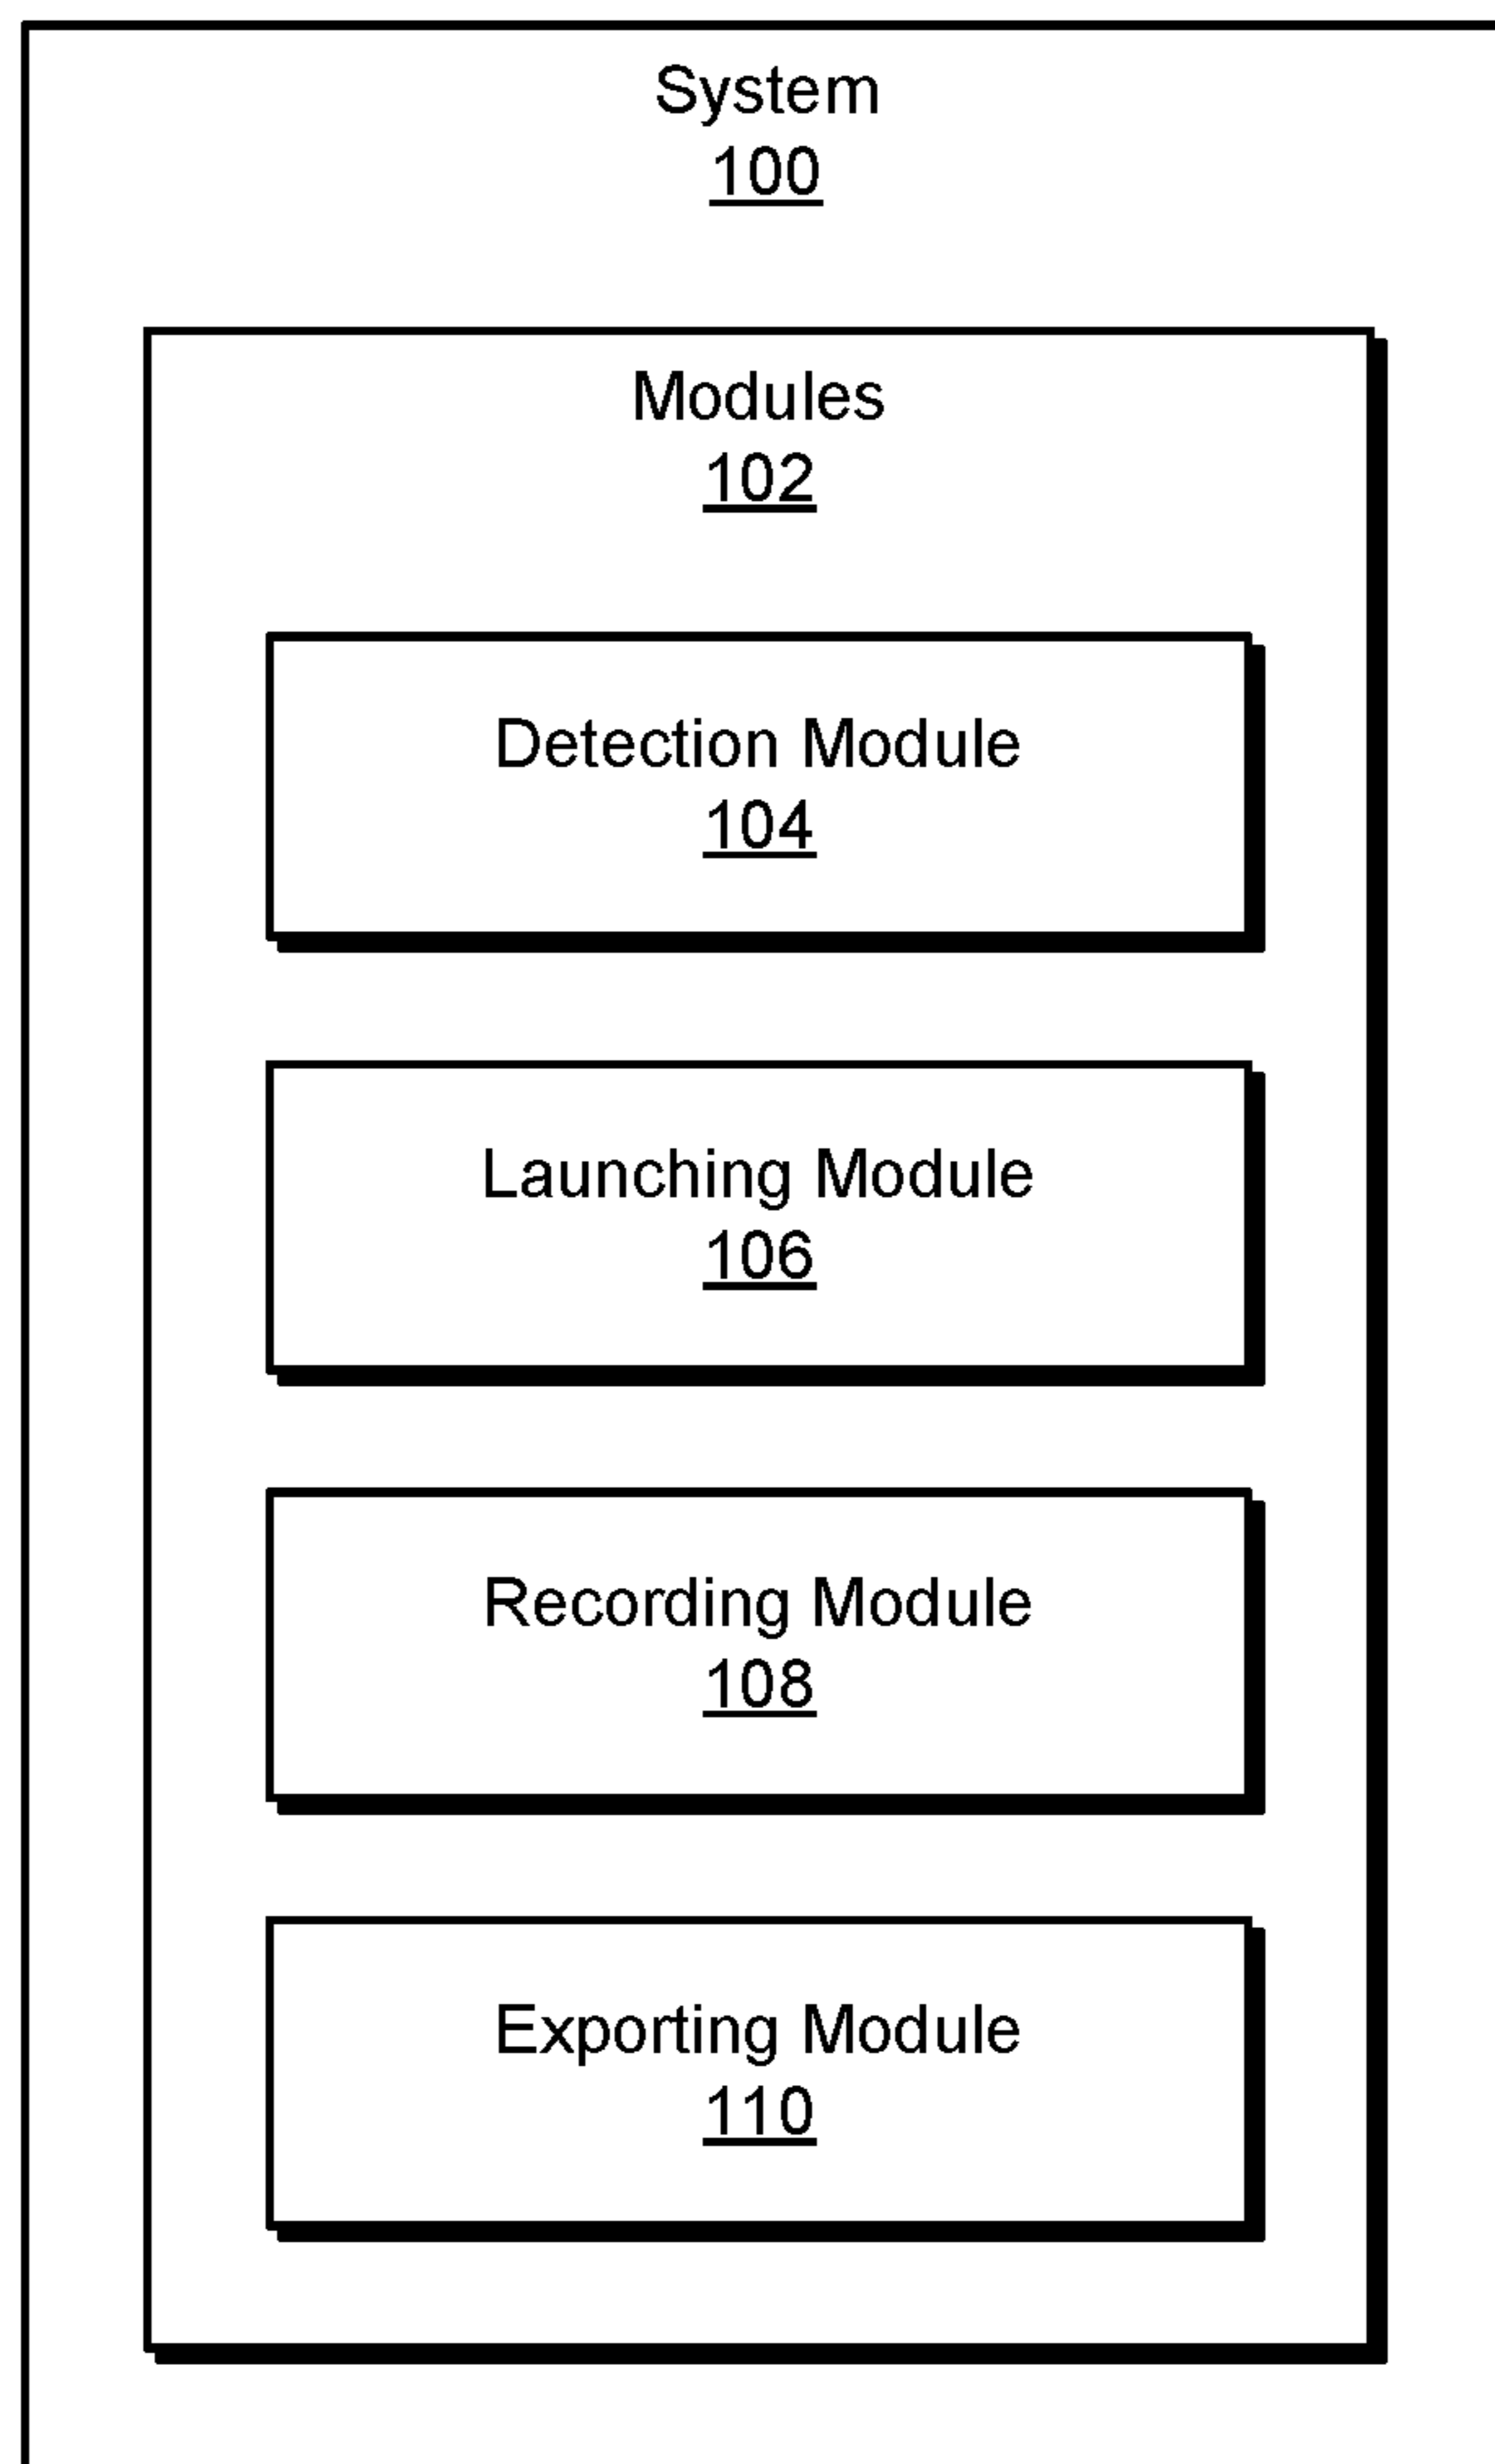 System
100
Modules
102
Detection Module
104
Launching Module
106
Recording Module
108
Exporting Module
110